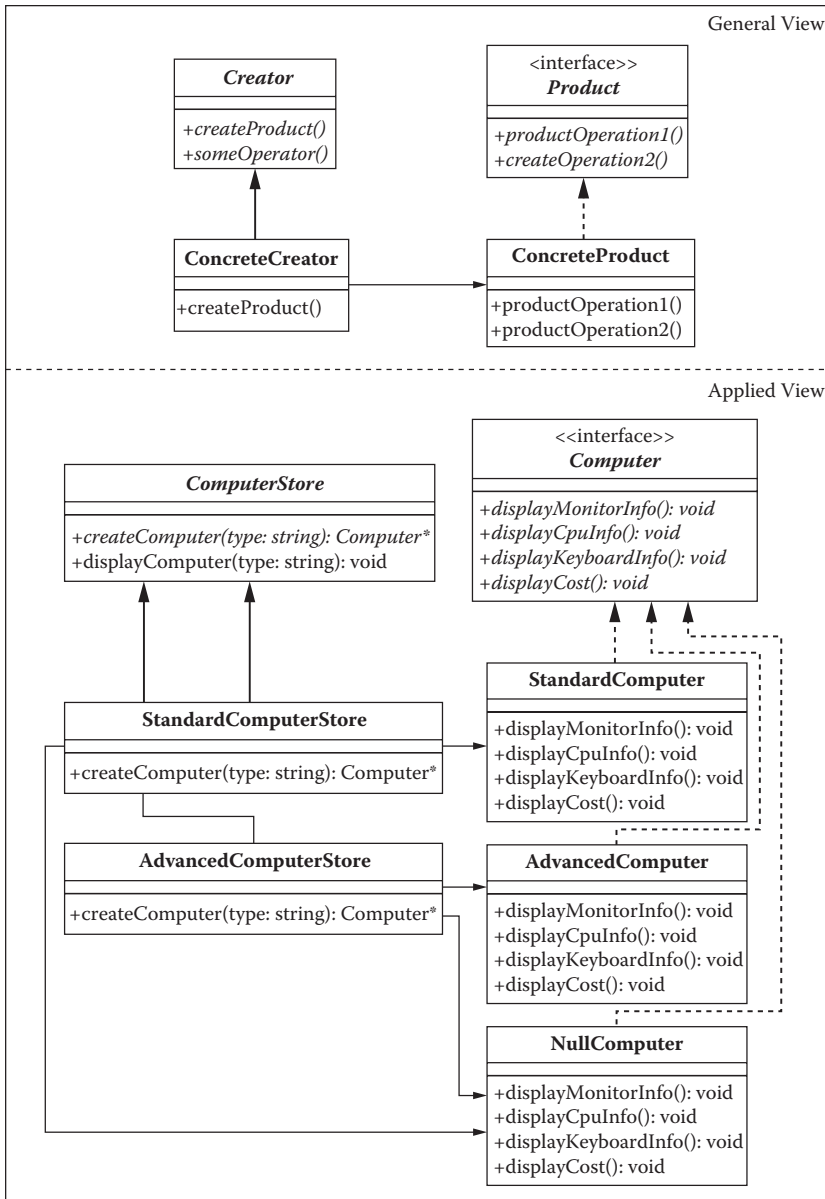 General View
Creator
+createProduct()
+someOperator()
<interface>>
Product
+productOperation1()
+createOperation2()
ConcreteCreator
+createProduct()
ConcreteProduct
+productOperation1()
+productOperation2()
Applied View
ComputerStore
+createComputer(type: string): Computer*
+displayComputer(type: string): void
<<interface>>
Computer
+displayMonitorInfo(): void
+displayCpuInfo(): void
+displayKeyboardInfo(): void
+displayCost(): void
StandardComputerStore
+createComputer(type: string): Computer*
StandardComputer
+displayMonitorInfo(): void
+displayCpuInfo(): void
+displayKeyboardInfo(): void
+displayCost(): void
AdvancedComputerStore
+createComputer(type: string): Computer*
AdvancedComputer
+displayMonitorInfo(): void
+displayCpuInfo(): void
+displayKeyboardInfo(): void
+displayCost(): void
NullComputer
+displayMonitorInfo(): void
+displayCpuInfo(): void
+displayKeyboardInfo(): void
+displayCost(): void